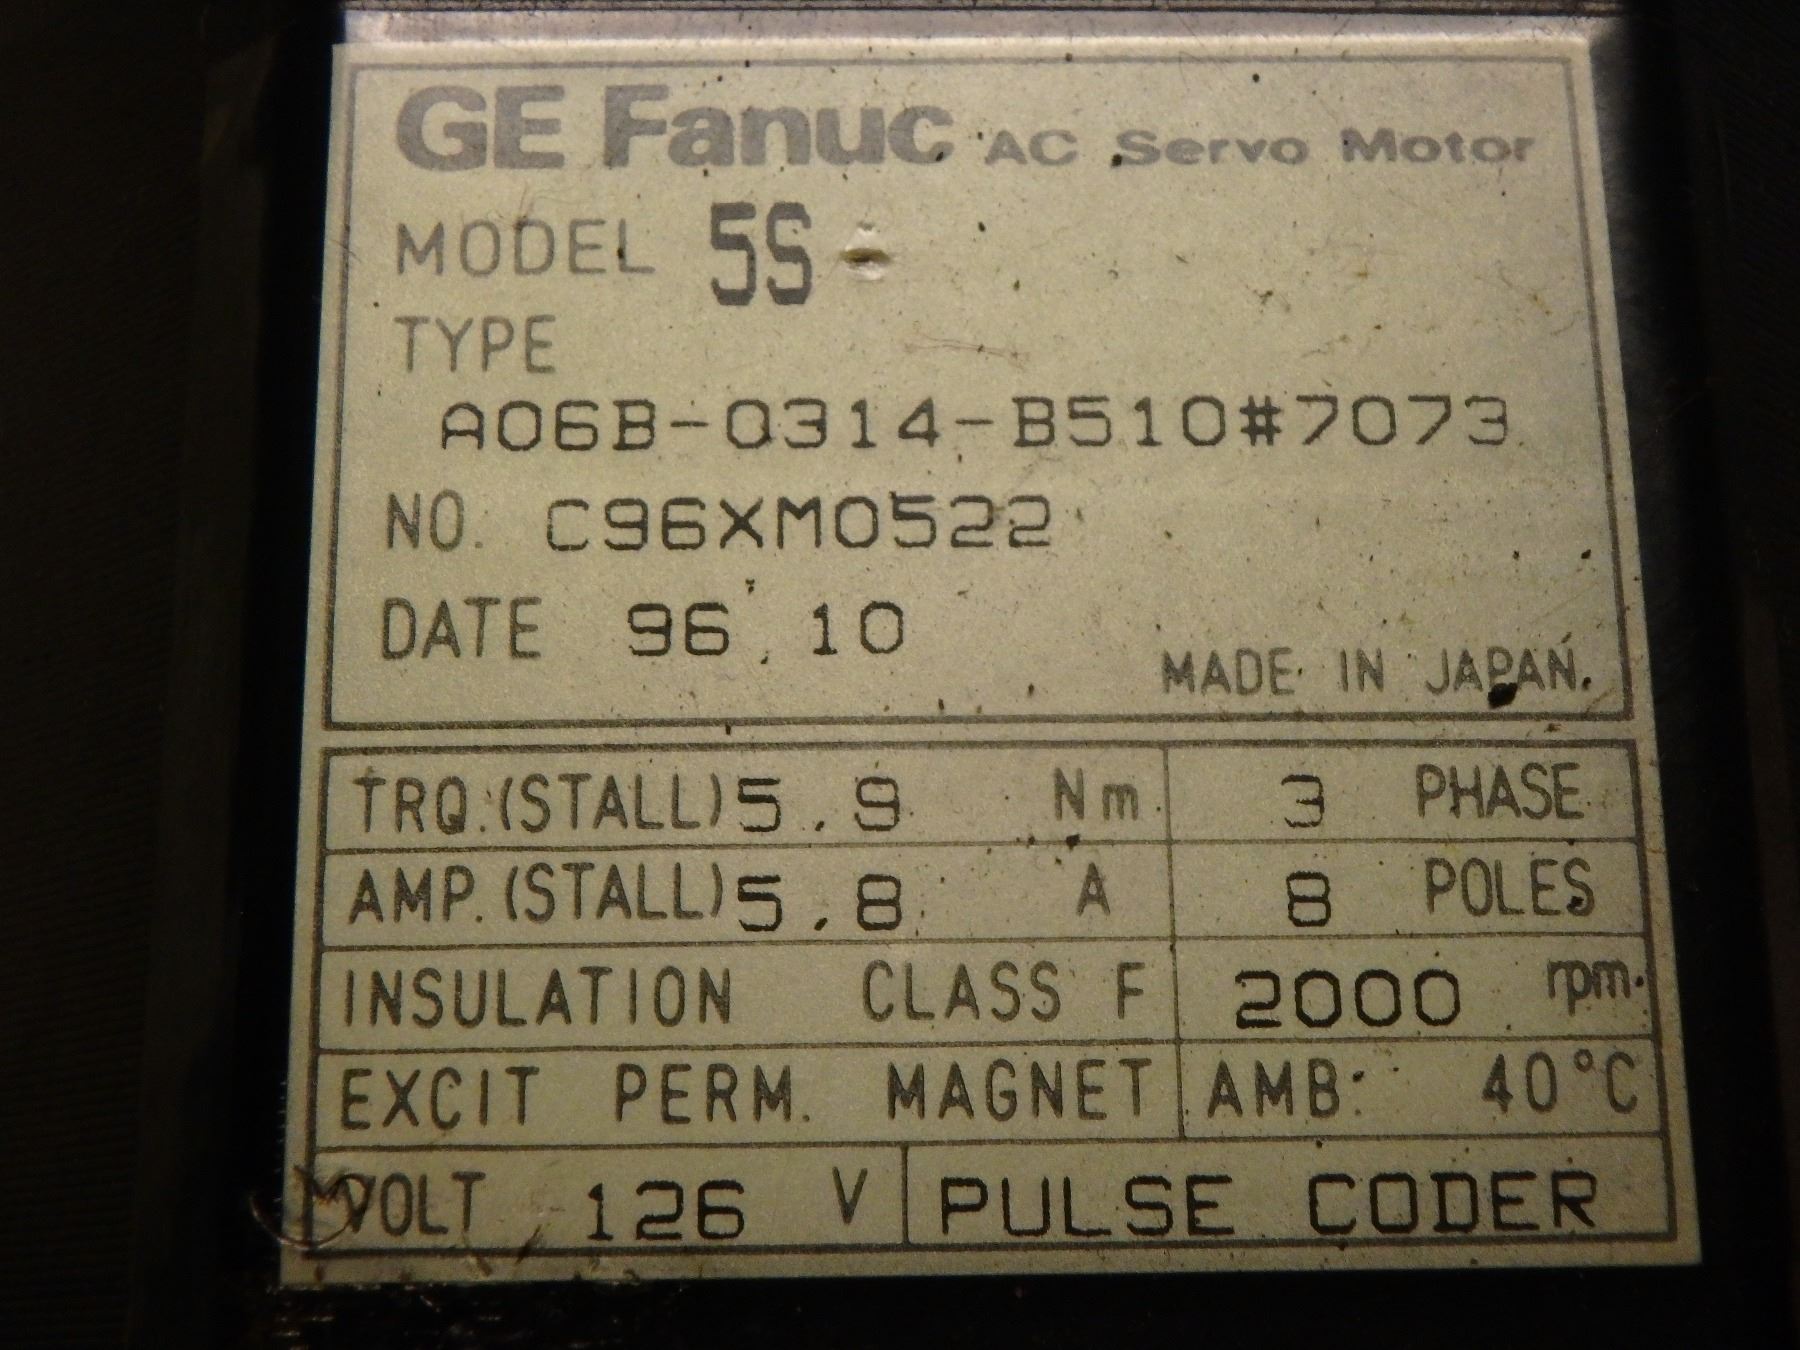 GE Fanuc AC Servo Motor
MODEL 5S
TYPE
A06B-0314-B510#7073
NO. C96XM0522
DATE 96.10
MADE IN JAPAN.
TRQ.(STALL) 5.9 Nm 3 PHASE
AMP.(STALL) 5.8 A 8 POLES
INSULATION CLASS F 2000 rpm
EXCIT PERM. MAGNET AMB: 40°C
VOLT 126 V PULSE CODER